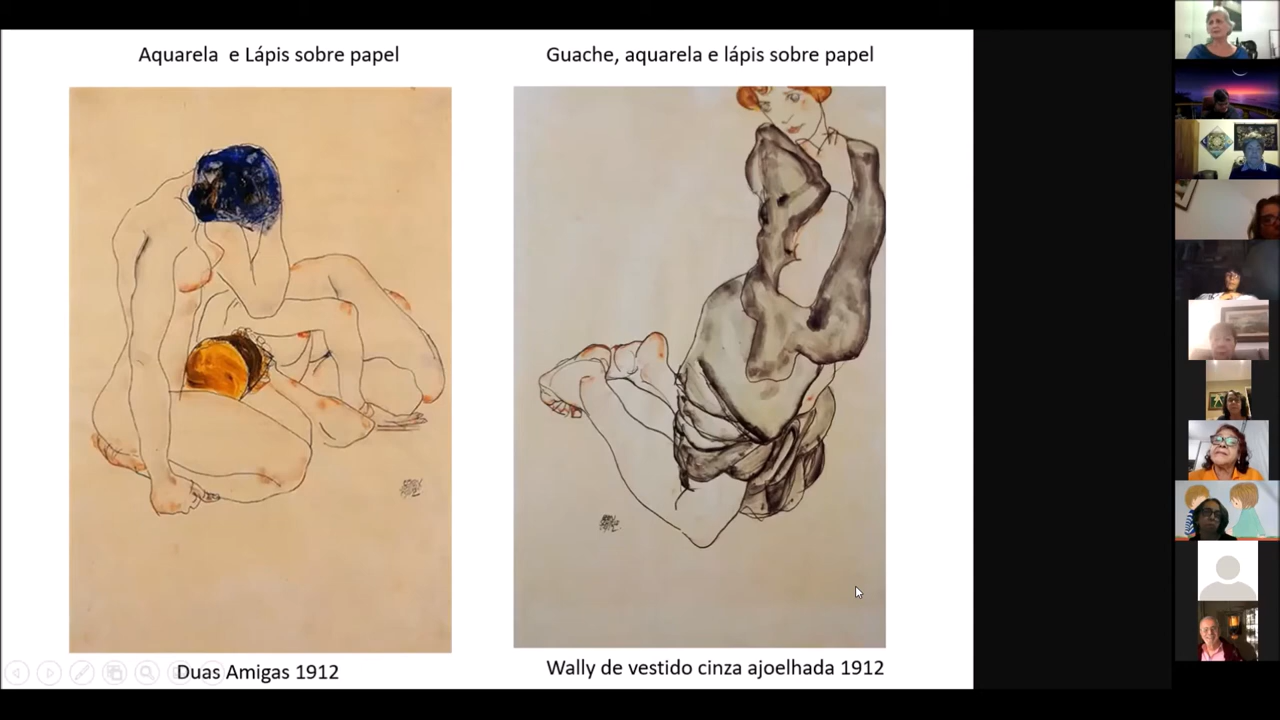 Aquarela e Lápis sobre papel
Guache, aquarela e lápis sobre papel
Duas Amigas 1912
Wally de vestido cinza ajoelhada 1912